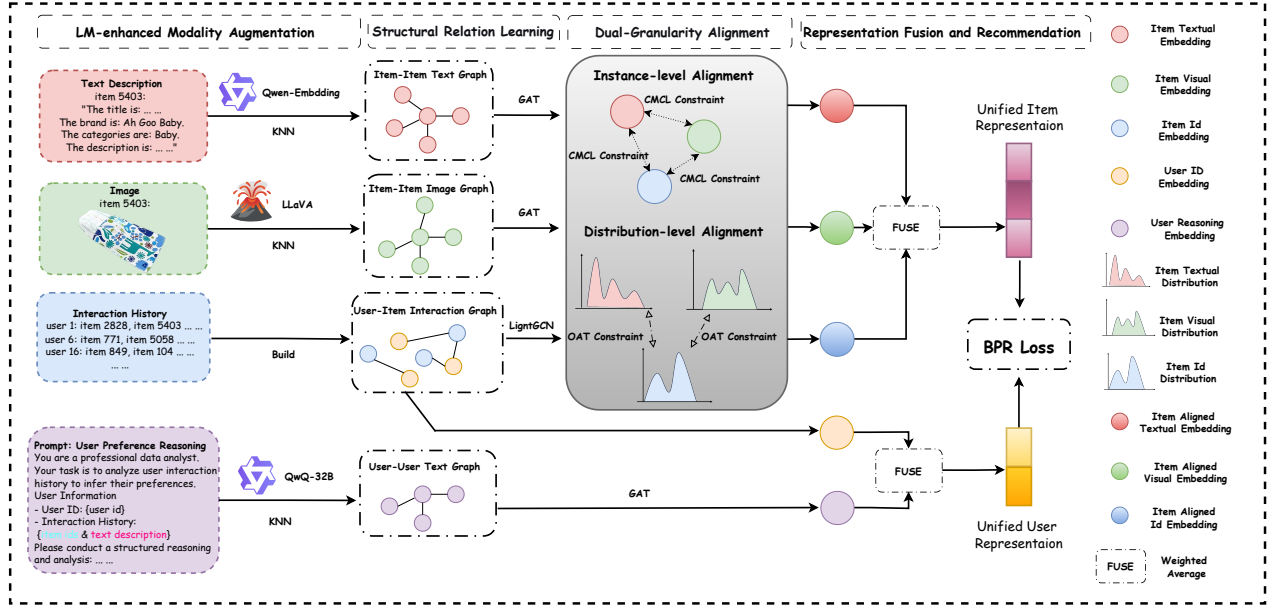 LM-enhanced Modality Augmentation
Structural Relation Learning
Dual-Granularity Alignment
Representation Fusion and Recommendation
Text Description
item 5403:
"The title is: ... ...
The brand is: Ah Goo Baby.
The categories are: Baby.
The description is: ... ..."
Qwen-Embdding
KNN
Item-Item Text Graph
GAT
Image
item 5403:
LLaVA
KNN
Item-Item Image Graph
GAT
Interaction History
user 1: item 2828, item 5403 ... ...
user 6: item 771, item 5058 ... ...
user 16: item 849, item 104 ... ...
... ...
Build
User-Item Interaction Graph
LigntGCN
Prompt: User Preference Reasoning
You are a professional data analyst.
Your task is to analyze user interaction
history to infer their preferences.
User Information
- User ID: {user id}
- Interaction History:
{ & text description}
Please conduct a structured reasoning
and analysis: ... ...
QwQ-32B
KNN
User-User Text Graph
GAT
Instance-level Alignment
CMCL Constraint
CMCL Constraint
CMCL Constraint
Distribution-level Alignment
OAT Constraint
OAT Constraint
FUSE
FUSE
Unified Item
Representaion
BPR Loss
Unified User
Representaion
Item Textual
Embedding
Item Visual
Embedding
Item Id
Embedding
User ID
Embedding
User Reasoning
Embedding
Item Textual
Distribution
Item Visual
Distribution
Item Id
Distribution
Item Aligned
Textual Embedding
Item Aligned
Visual Embedding
Item Aligned
Id Embedding
FUSE
Weighted
Average